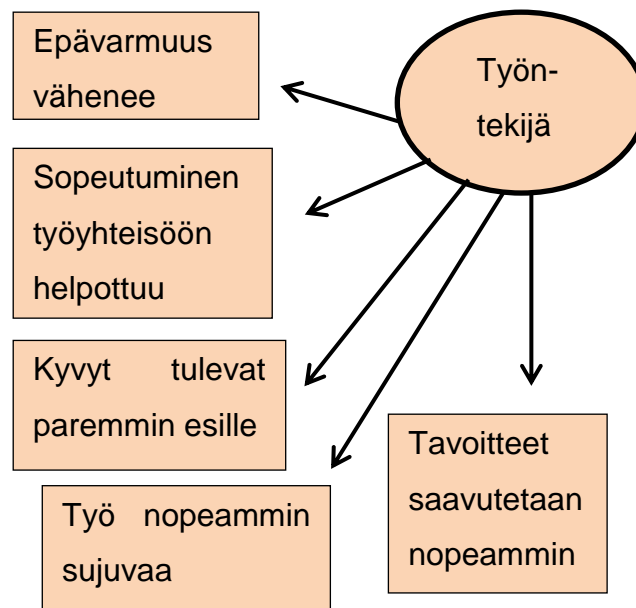 Epävarmuus
vähenee
Työn-
tekijä
Sopeutuminen
työyhteisöön
helpottuu
Kyvyt tulevat
paremmin esille
Työ nopeammin
sujuvaa
Tavoitteet
saavutetaan
nopeammin